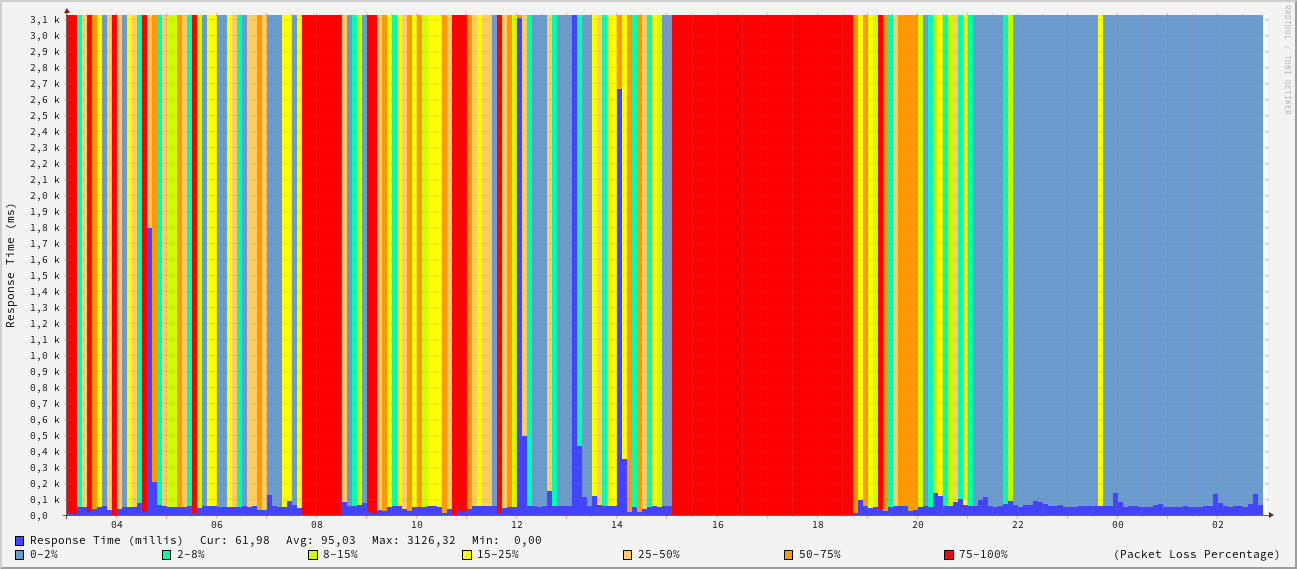 RRDTOOL / TOBI OETIKER
Response Time (ms)
3,1 k
3,0 k
2,9 k
2,8 k
2,7 k
2,6 k
2,5 k
2,4 k
2,3 k
2,2 k
2,1 k
2,0 k
1,9 k
1,8 k
1,7 k
1,6 k
1,5 k
1,4 k
1,3 k
1,2 k
1,1 k
1,0 k
0,9 k
0,8 k
0,7 k
0,6 k
0,5 k
0,4 k
0,3 k
0,2 k
0,1 k
0,0
04 06 08 10 12 14 16 18 20 22 00 02
Response Time (millis) Cur: 61,98 Avg: 95,03 Max: 3126,32 Min: 0,00
0-2% 2-8% 8-15% 15-25% 25-50% 50-75% 75-100% (Packet Loss Percentage)